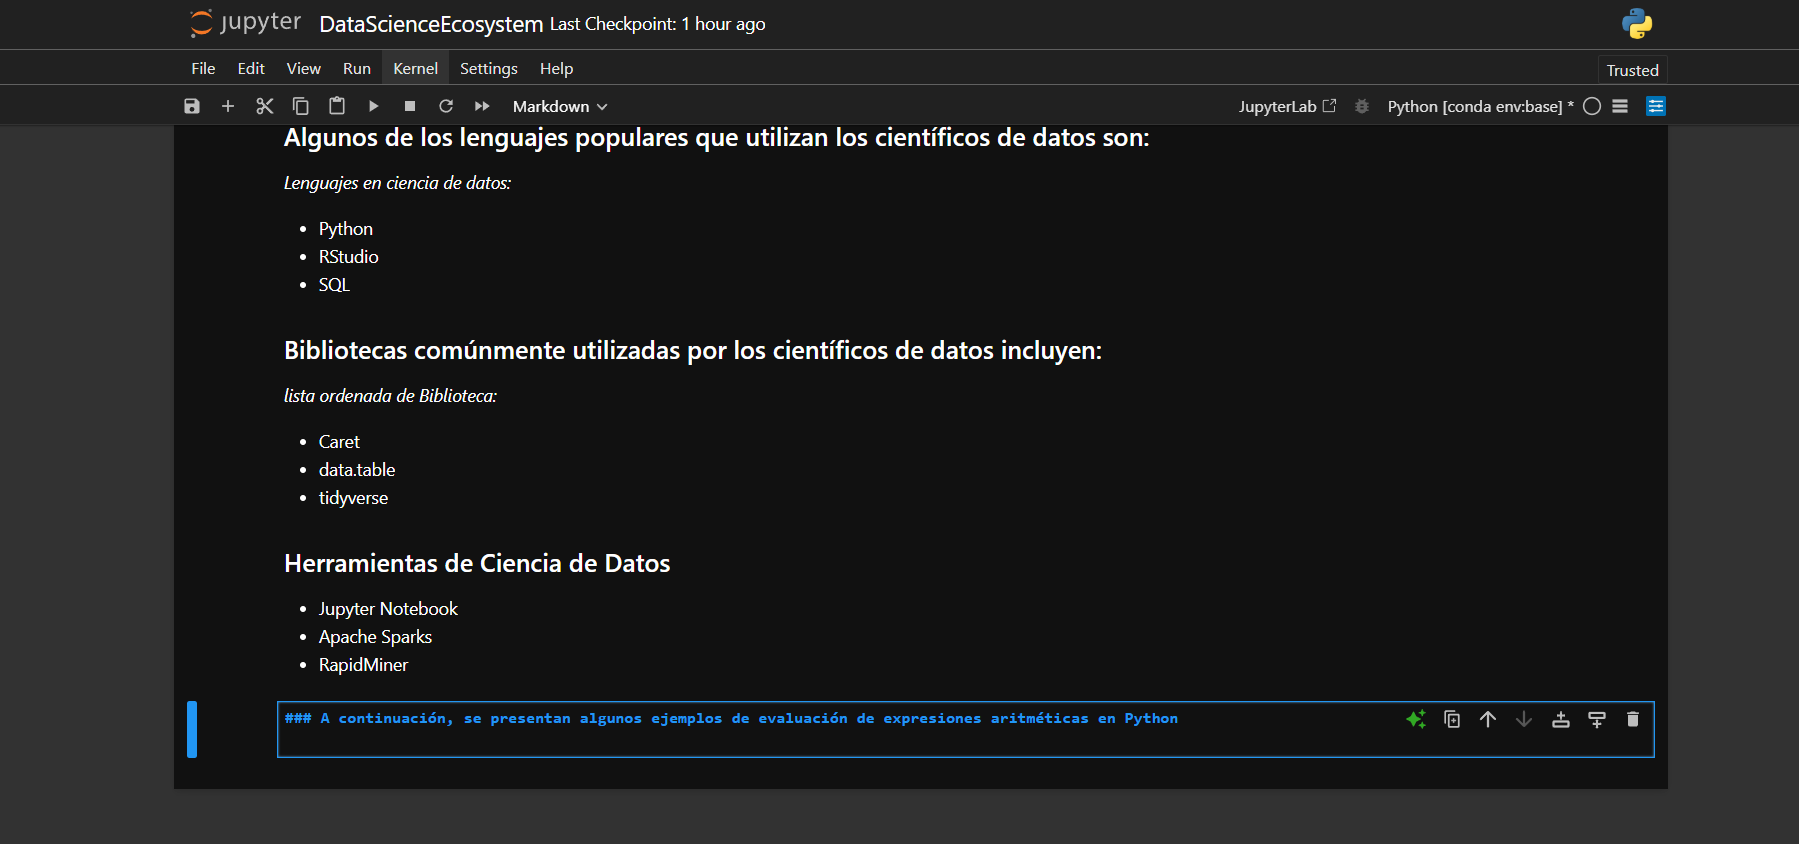 jupyter DataScienceEcosystem Last Checkpoint: 1 hour ago
File Edit View Run Kernel Settings Help Trusted
Markdown JupyterLab Python [conda env:base] *
Algunos de los lenguajes populares que utilizan los científicos de datos son:
Lenguajes en ciencia de datos:
• Python
• RStudio
• SQL
Bibliotecas comúnmente utilizadas por los científicos de datos incluyen:
lista ordenada de Biblioteca:
• Caret
• data.table
• tidyverse
Herramientas de Ciencia de Datos
• Jupyter Notebook
• Apache Sparks
• RapidMiner
### A continuación, se presentan algunos ejemplos de evaluación de expresiones aritméticas en Python